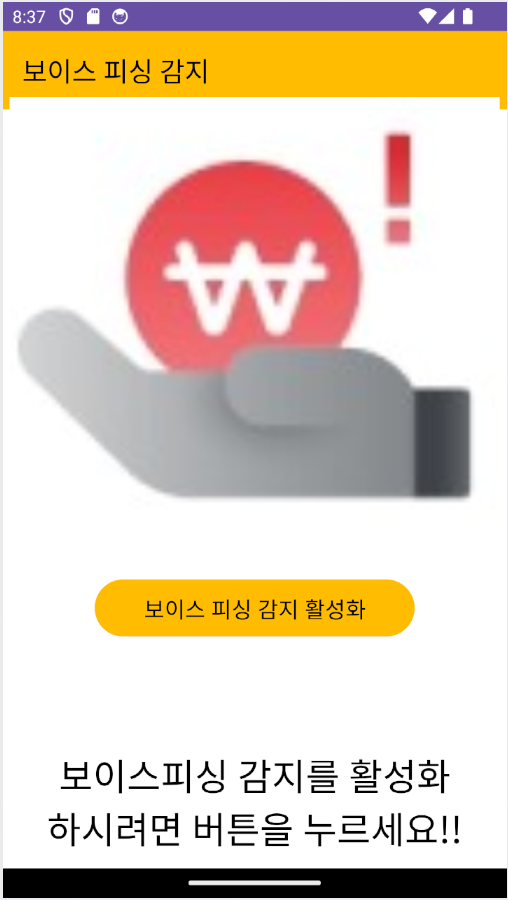 8:37
보이스 피싱 감지
₩
!
보이스 피싱 감지 활성화
보이스피싱 감지를 활성화
하시려면 버튼을 누르세요!!